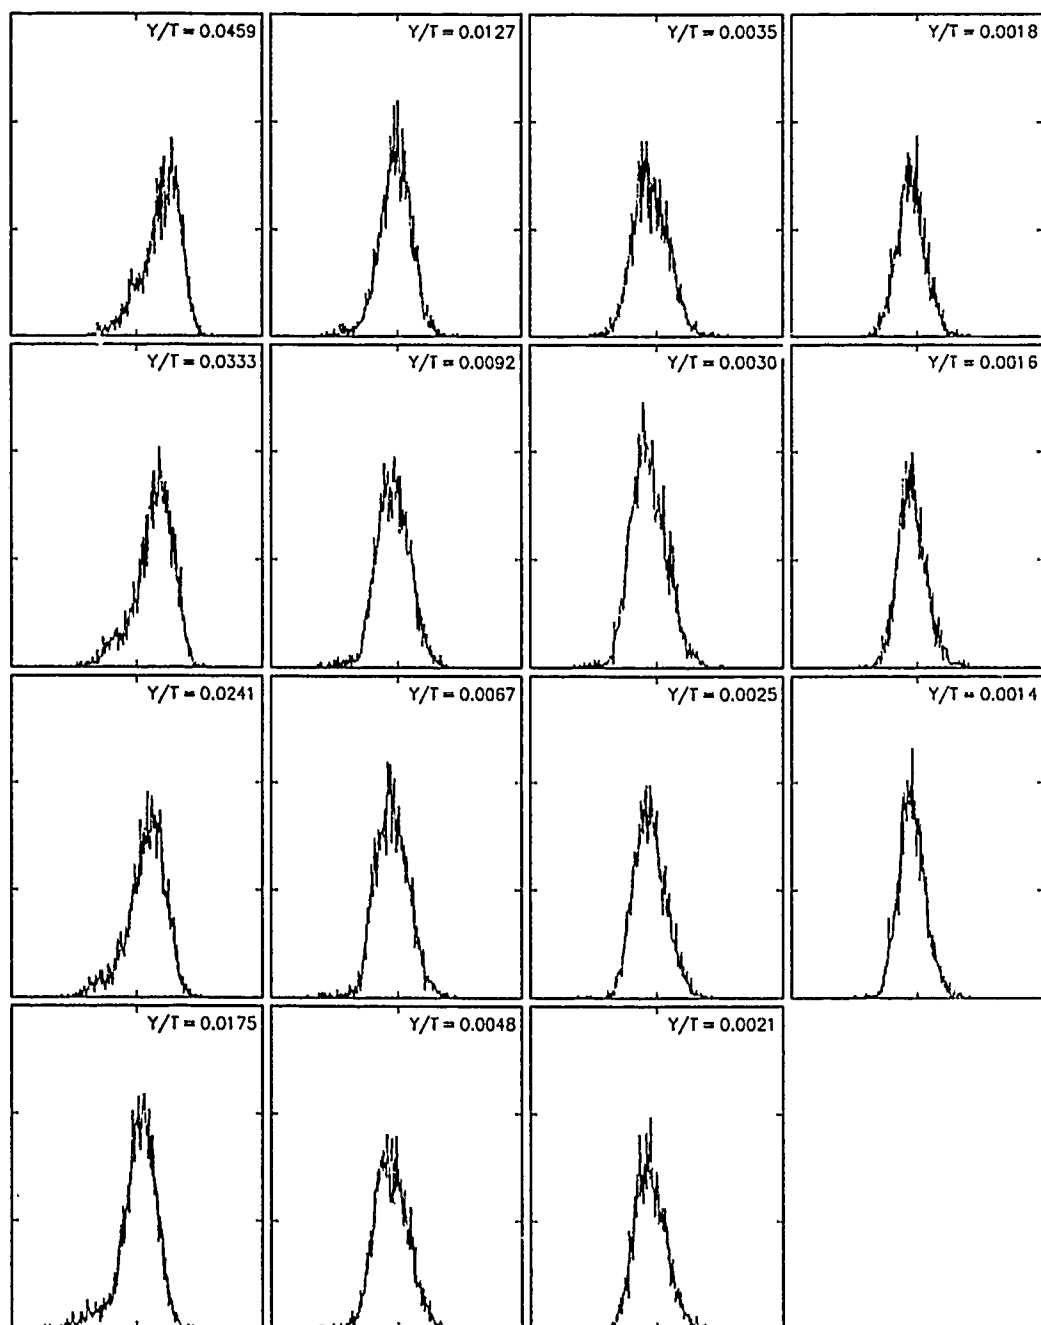 Y/T = 0.0459
Y/T = 0.0127
Y/T = 0.0035
Y/T = 0.0018
Y/T = 0.0333
Y/T = 0.0092
Y/T = 0.0030
Y/T = 0.0016
Y/T = 0.0241
Y/T = 0.0067
Y/T = 0.0025
Y/T = 0.0014
Y/T = 0.0175
Y/T = 0.0048
Y/T = 0.0021